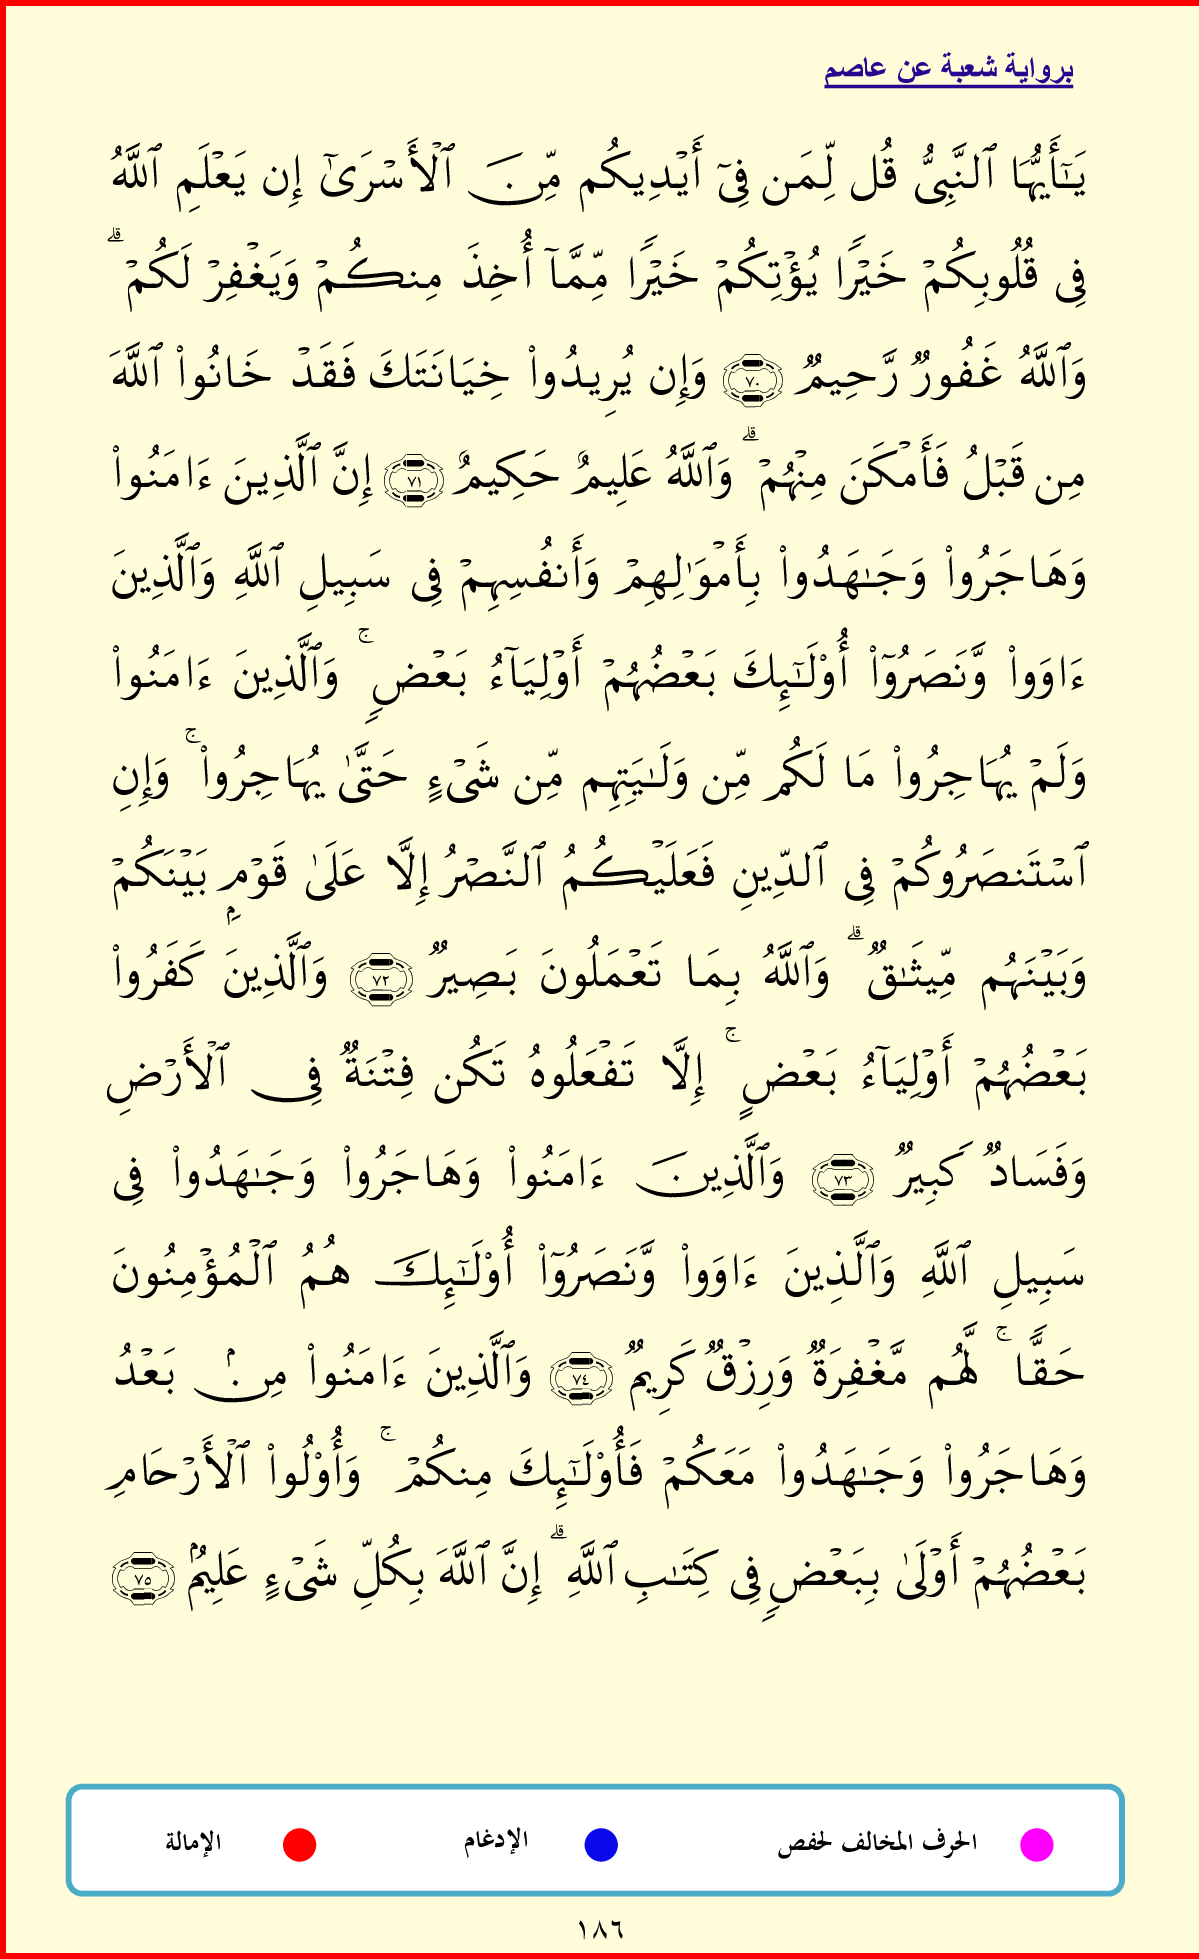 برواية شعبة عن عاصم
يَـٰٓأَيُّهَا ٱلنَّبِىُّ قُل لِّمَن فِىٓ أَيْدِيكُم مِّنَ ٱلْأَسْرَىٰٓ إِن يَعْلَمِ ٱللَّهُ
فِى قُلُوبِكُمْ خَيْرًا يُؤْتِكُمْ خَيْرًا مِّمَّآ أُخِذَ مِنكُمْ وَيَغْفِرْ لَكُمْ ۗ
وَٱللَّهُ غَفُورٌ رَّحِيمٌ ٧٠ وَإِن يُرِيدُوا۟ خِيَانَتَكَ فَقَدْ خَانُوا۟ ٱللَّهَ
مِن قَبْلُ فَأَمْكَنَ مِنْهُمْ ۗ وَٱللَّهُ عَلِيمٌ حَكِيمٌ ٧١ إِنَّ ٱلَّذِينَ ءَامَنُوا۟
وَهَاجَرُوا۟ وَجَـٰهَدُوا۟ بِأَمْوَٰلِهِمْ وَأَنفُسِهِمْ فِى سَبِيلِ ٱللَّهِ وَٱلَّذِينَ
ءَاوَوا۟ وَّنَصَرُوٓا۟ أُو۟لَـٰٓئِكَ بَعْضُهُمْ أَوْلِيَآءُ بَعْضٍ ۚ وَٱلَّذِينَ ءَامَنُوا۟
وَلَمْ يُهَاجِرُوا۟ مَا لَكُم مِّن وَلَـٰيَتِهِم مِّن شَىْءٍ حَتَّىٰ يُهَاجِرُوا۟ ۚ وَإِنِ
ٱسْتَنصَرُوكُمْ فِى ٱلدِّينِ فَعَلَيْكُمُ ٱلنَّصْرُ إِلَّا عَلَىٰ قَوْمِۭ بَيْنَكُمْ
وَبَيْنَهُم مِّيثَـٰقٌ ۗ وَٱللَّهُ بِمَا تَعْمَلُونَ بَصِيرٌ ٧٢ وَٱلَّذِينَ كَفَرُوا۟
بَعْضُهُمْ أَوْلِيَآءُ بَعْضٍ ۚ إِلَّا تَفْعَلُوهُ تَكُن فِتْنَةٌ فِى ٱلْأَرْضِ
وَفَسَادٌ كَبِيرٌ ٧٣ وَٱلَّذِينَ ءَامَنُوا۟ وَهَاجَرُوا۟ وَجَـٰهَدُوا۟ فِى
سَبِيلِ ٱللَّهِ وَٱلَّذِينَ ءَاوَوا۟ وَّنَصَرُوٓا۟ أُو۟لَـٰٓئِكَ هُمُ ٱلْمُؤْمِنُونَ
حَقًّا ۚ لَّهُم مَّغْفِرَةٌ وَرِزْقٌ كَرِيمٌ ٧٤ وَٱلَّذِينَ ءَامَنُوا۟ مِنۢ بَعْدُ
وَهَاجَرُوا۟ وَجَـٰهَدُوا۟ مَعَكُمْ فَأُو۟لَـٰٓئِكَ مِنكُمْ ۚ وَأُو۟لُوا۟ ٱلْأَرْحَامِ
بَعْضُهُمْ أَوْلَىٰ بِبَعْضٍ فِى كِتَـٰبِ ٱللَّهِ ۗ إِنَّ ٱللَّهَ بِكُلِّ شَىْءٍ عَلِيمُۢ ٧٥
الحرف المخالف لحفص الإدغام الإمالة
١٨٦